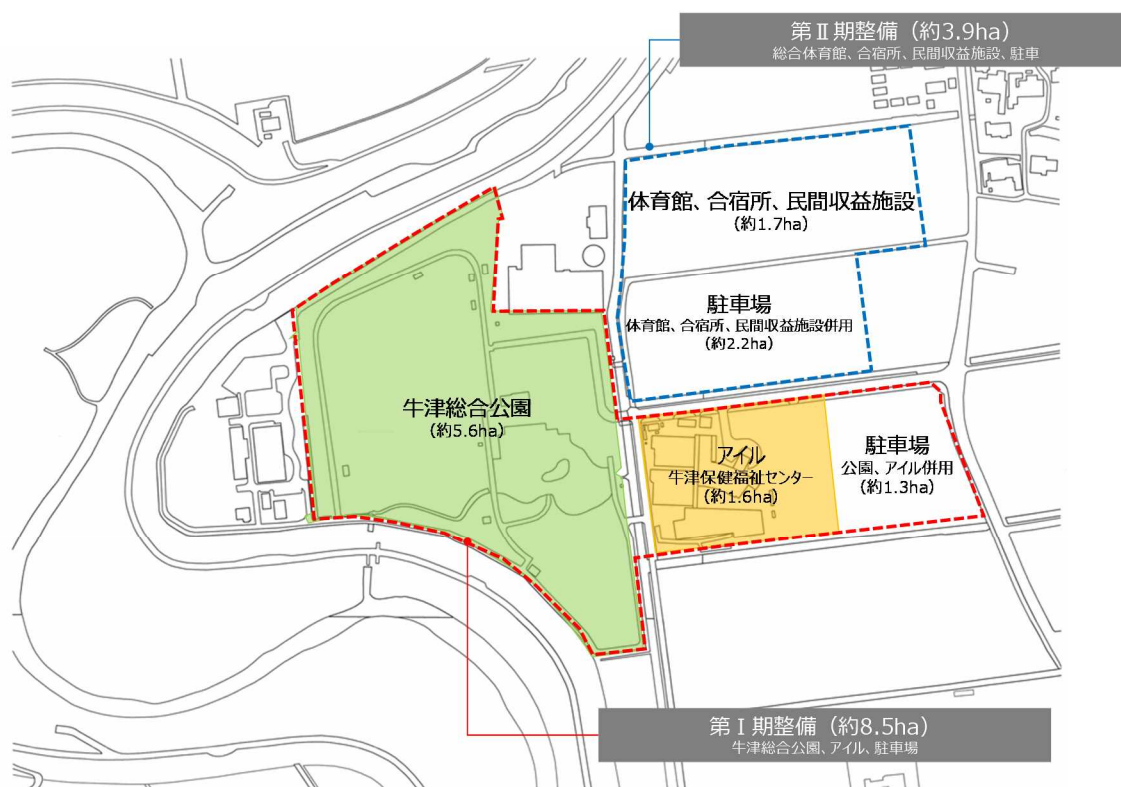 第Ⅱ期整備（約3.9ha）
総合体育館、合宿所、民間収益施設、駐車
体育館、合宿所、民間収益施設
(約1.7ha)
駐車場
体育館、合宿所、民間収益施設併用
(約2.2ha)
牛津総合公園
(約5.6ha)
アイル
牛津保健福祉センター
(約1.6ha)
駐車場
公園、アイル併用
(約1.3ha)
第Ⅰ期整備（約8.5ha）
牛津総合公園、アイル、駐車場